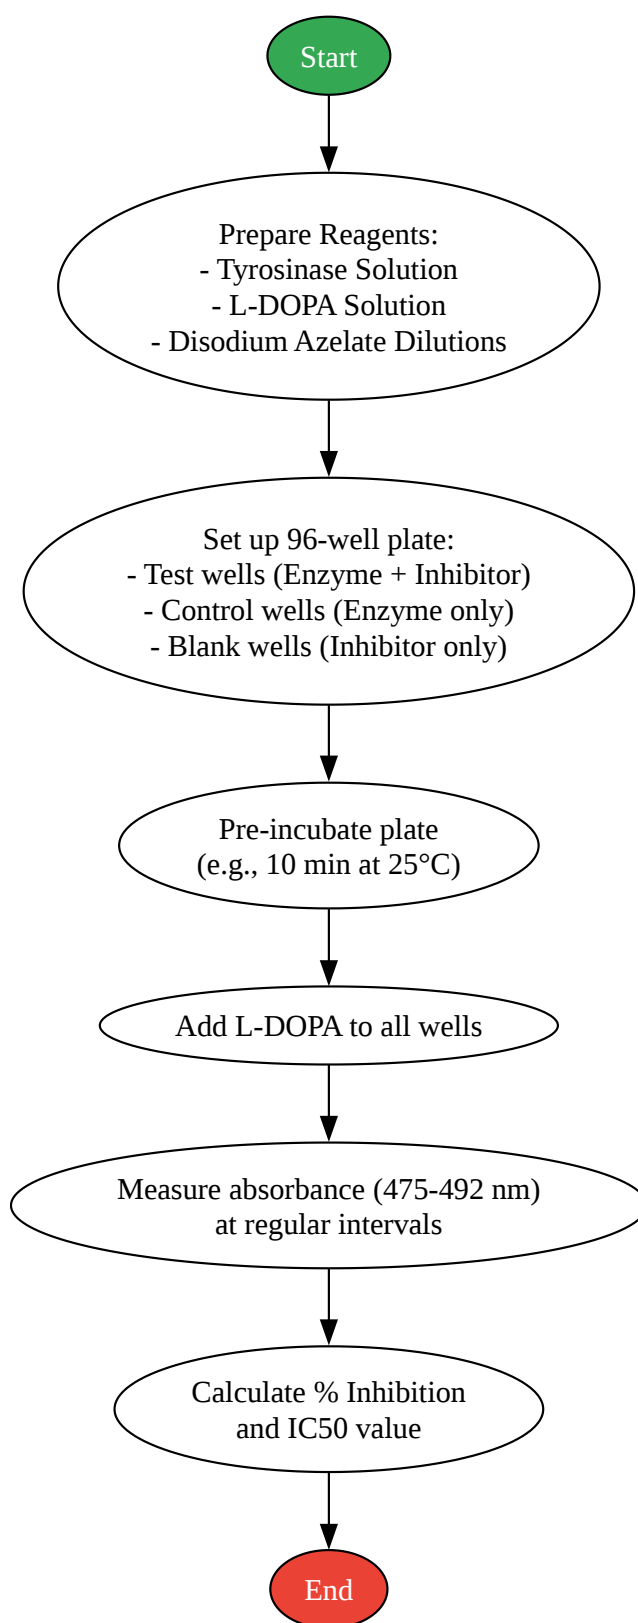 Start
Prepare Reagents:
- Tyrosinase Solution
- L-DOPA Solution
- Disodium Azelate Dilutions
Set up 96-well plate:
- Test wells (Enzyme + Inhibitor)
- Control wells (Enzyme only)
- Blank wells (Inhibitor only)
Pre-incubate plate
(e.g., 10 min at 25°C)
Add L-DOPA to all wells
Measure absorbance (475-492 nm)
at regular intervals
Calculate % Inhibition
and IC50 value
End